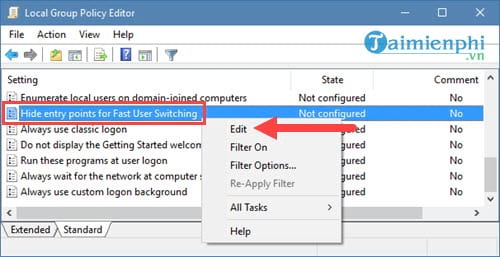 Local Group Policy Editor
File Action View Help
Taimienphi
.vn
Setting State Comment
Enumerate local users on domain-joined computers Not configured No
Hide entry points for Fast User Switching Not configured No
Always use classic logon No
Do not display the Getting Started welcom No
Run these programs at user logon No
Always wait for the network at computer s No
Always use custom logon background No
Edit
Filter On
Filter Options...
Re-Apply Filter
All Tasks
Help
Extended Standard